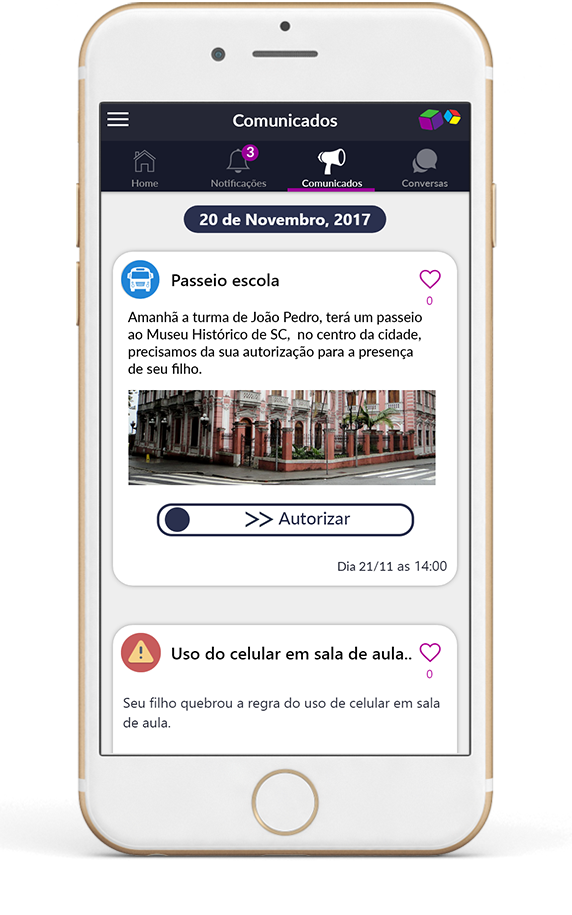 Comunicados
3
Home
Notificações
Comunicados
Conversas
20 de Novembro, 2017
Passeio escola
0
Amanhã a turma de João Pedro, terá um passeio
ao Museu Histórico de SC, no centro da cidade,
precisamos da sua autorização para a presença
de seu filho.
>> Autorizar
Dia 21/11 as 14:00
Uso do celular em sala de aula..
0
Seu filho quebrou a regra do uso de celular em sala
de aula.